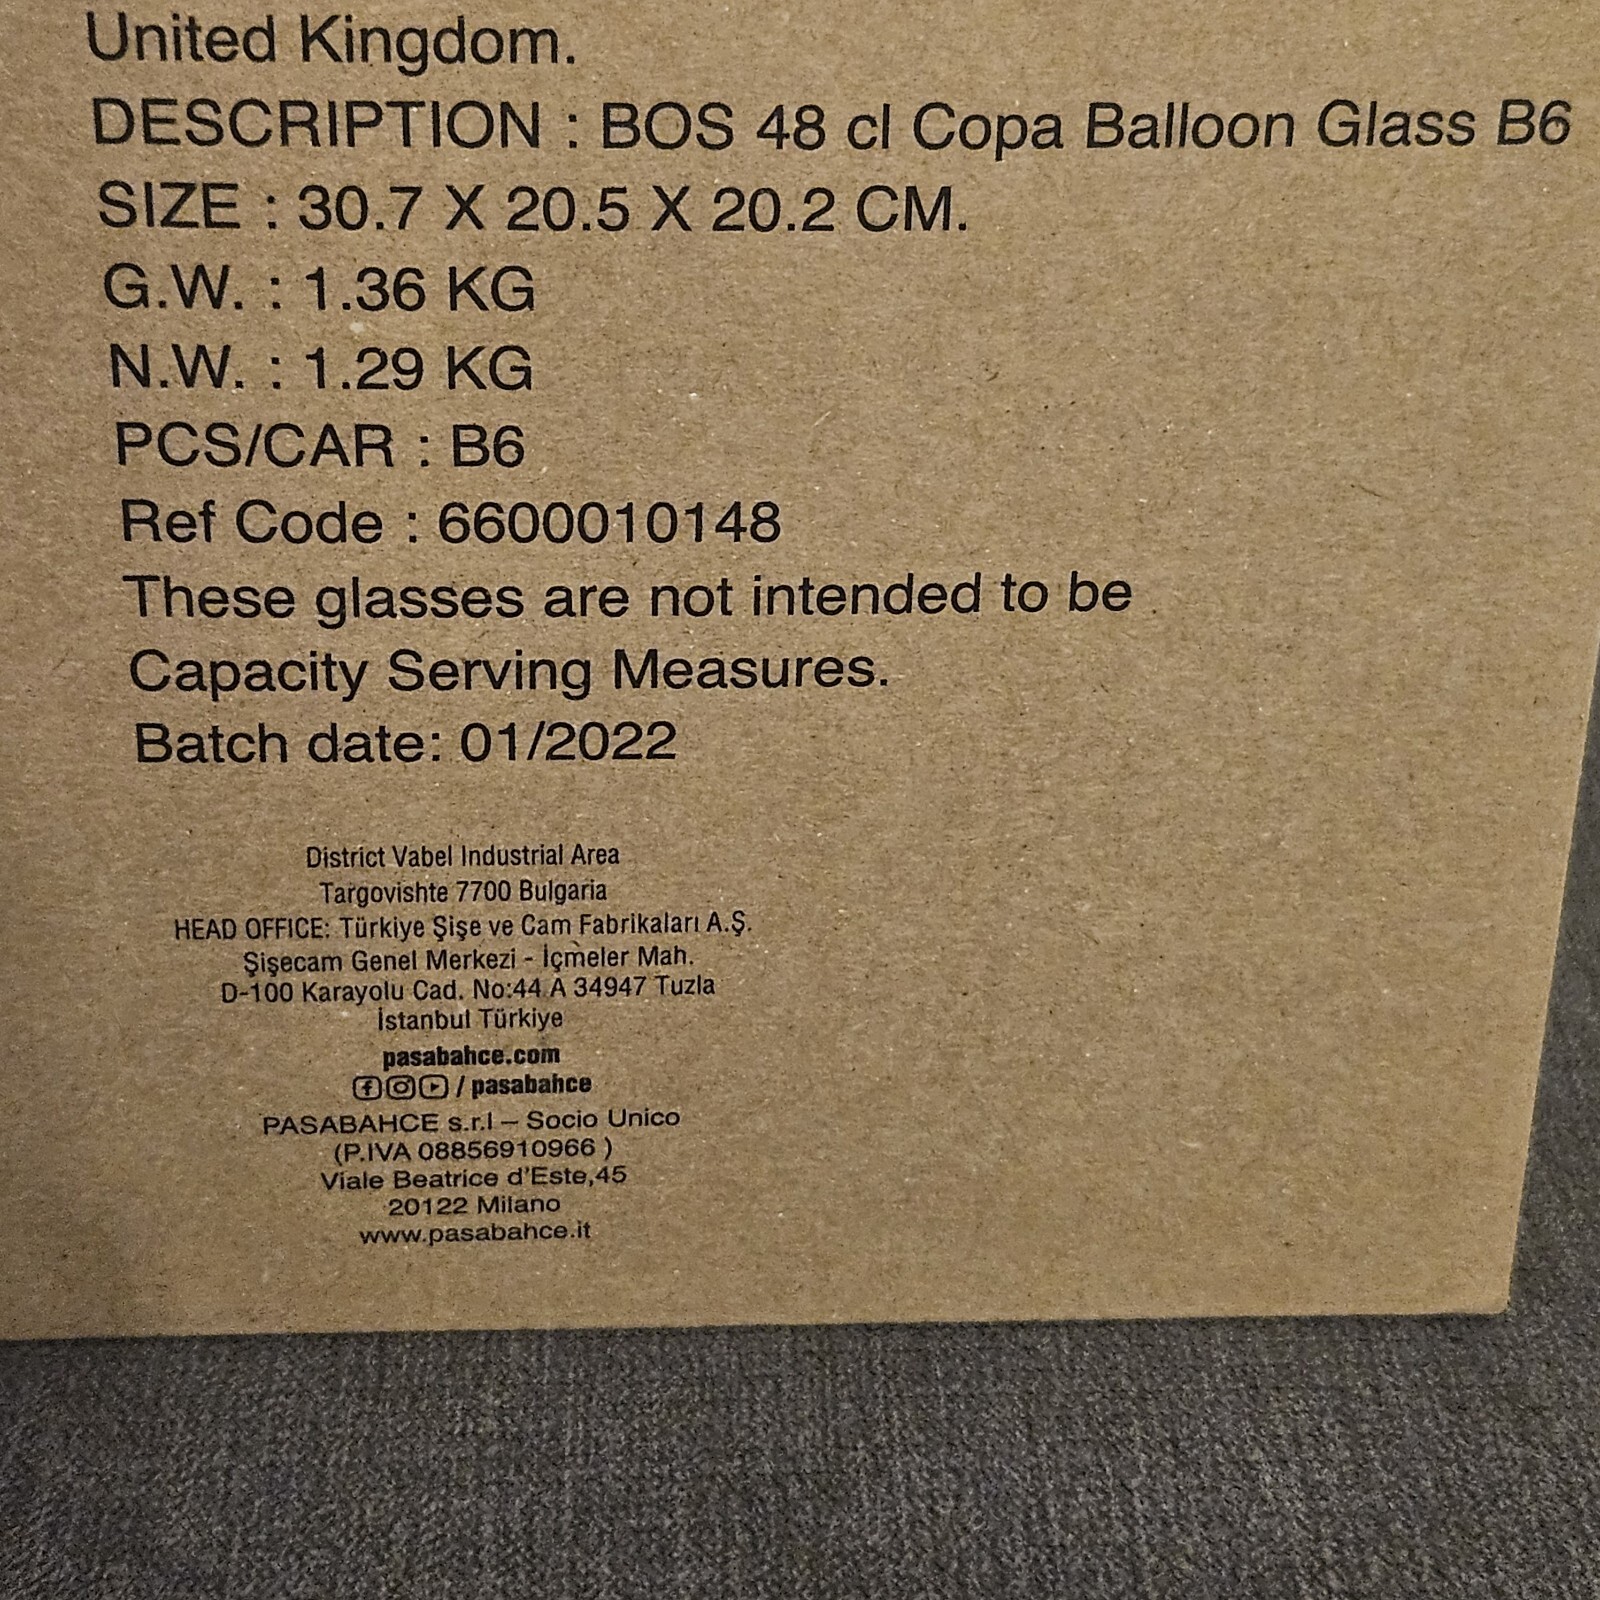 United Kingdom.
DESCRIPTION : BOS 48 cl Copa Balloon Glass B6
SIZE : 30.7 X 20.5 X 20.2 CM.
G.W. : 1.36 KG
N.W. : 1.29 KG
PCS/CAR : B6
Ref Code : 6600010148
These glasses are not intended to be
Capacity Serving Measures.
Batch date: 01/2022
District Vabel Industrial Area
Targovishte 7700 Bulgaria
HEAD OFFICE: Türkiye Şişe ve Cam Fabrikaları A.Ş.
Şişecam Genel Merkezi - İçmeler Mah.
D-100 Karayolu Cad. No:44 A 34947 Tuzla
İstanbul Türkiye
pasabahce.com
/ pasabahce
PASABAHCE s.r.l – Socio Unico
(P.IVA 08856910966 )
Viale Beatrice d'Este,45
20122 Milano
www.pasabahce.it